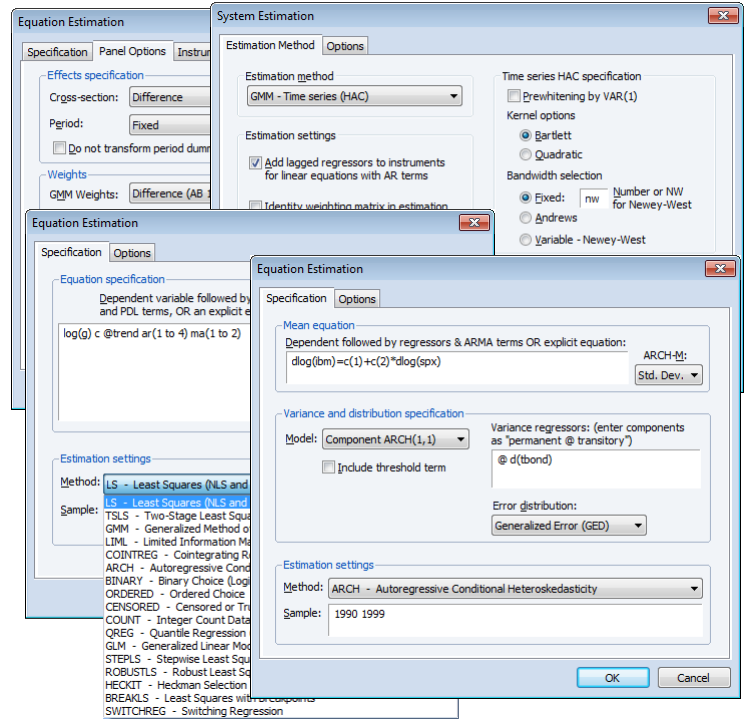 Equation Estimation
Specification Panel Options
Effects specification
Cross-section: Difference
Period: Fixed
Do not transform period
Weights
GMM Weights: Difference (AB
System Estimation
Estimation Method Options
Estimation method
GMM - Time series (HAC)
Estimation settings
Add lagged regressors to instruments
for linear equations with AR terms
Identity weighting matrix in estimation
Time series HAC specification
Prewhitening by VAR(1)
Kernel options
Bartlett
Quadratic
Bandwidth selection
Fixed: nw Number or NW
for Newey-West
Andrews
Variable - Newey-West
Equation Estimation
Specification Options
Equation specification
Dependent variable followed by
and PDL terms, OR an explicit
log(g) c @trend ar(1 to 4) ma(1 to 2)
Estimation settings
Method: LS - Least Squares (NLS and
Sample:
LS - Least Squares (NLS and
TSLS - Two-Stage Least
GMM - Generalized Method
LIML - Limited Information
COINTREG - Cointegrating
ARCH - Autoregressive
BINARY - Binary Choice
ORDERED - Ordered Choice
CENSORED - Censored or
COUNT - Integer Count Data
QREG - Quantile Regression
GLM - Generalized Linear
STEPLS - Stepwise Least
ROBUSTLS - Robust Least
HECKIT - Heckman Selection
BREAKLS - Least Squares with Breakpoints
SWITCHREG - Switching Regression
Equation Estimation
Specification Options
Mean equation
Dependent followed by regressors & ARMA terms OR explicit equation:
dlog(ibm)=c(1)+c(2)*dlog(spx)
ARCH-M:
Std. Dev.
Variance and distribution specification
Model: Component ARCH(1,1)
Include threshold term
Variance regressors: (enter components
as "permanent @ transitory")
@ d(tbond)
Error distribution:
Generalized Error (GED)
Estimation settings
Method: ARCH - Autoregressive Conditional Heteroskedasticity
Sample: 1990 1999
OK Cancel